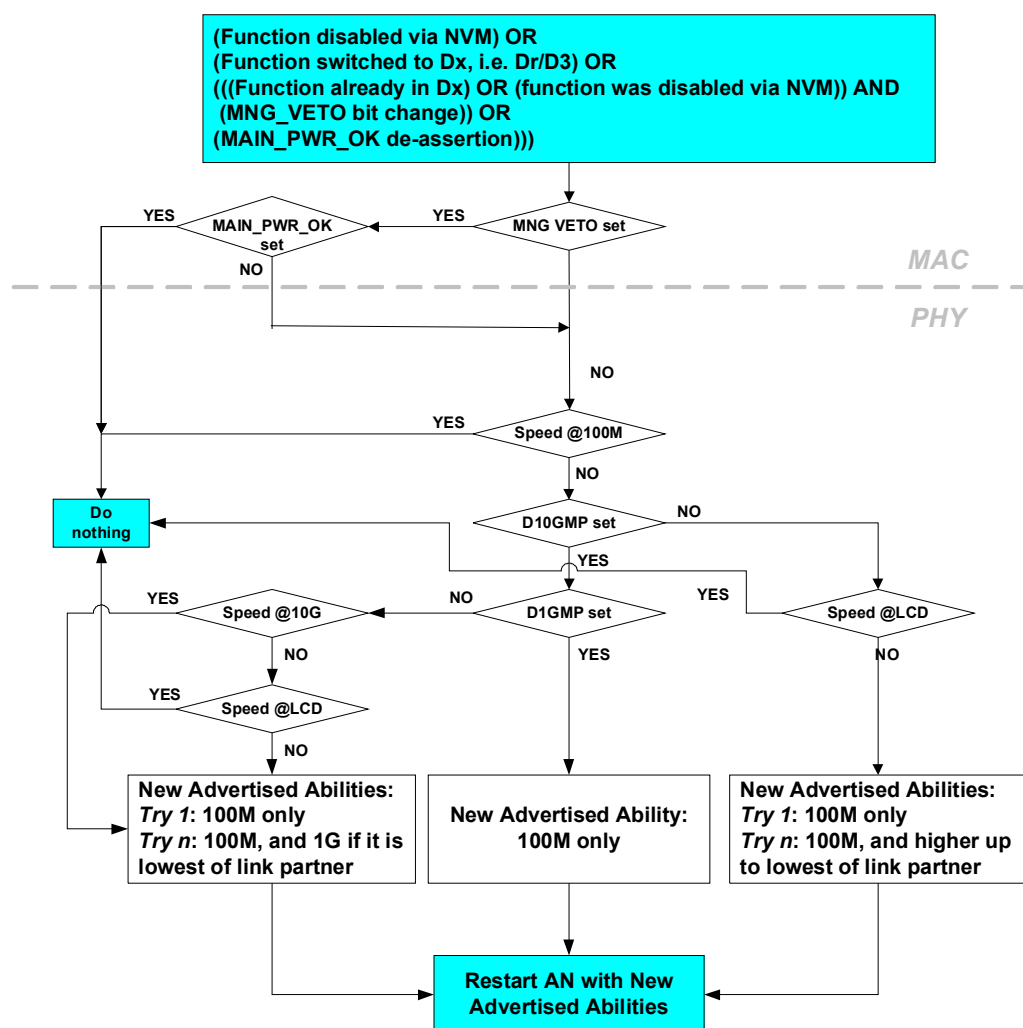 (Function disabled via NVM) OR
(Function switched to Dx, i.e. Dr/D3) OR
(((Function already in Dx) OR (function was disabled via NVM)) AND
(MNG_VETO bit change)) OR
(MAIN_PWR_OK de-assertion)))
YES
MAIN_PWR_OK
set
YES
MNG VETO set
NO
MAC
PHY
NO
YES
Speed @100M
NO
Do
nothing
D10GMP set
NO
YES
YES
Speed @10G
NO
D1GMP set
YES
Speed @LCD
NO
YES
NO
YES
Speed @LCD
NO
New Advertised Abilities:
Try 1: 100M only
Try n: 100M, and 1G if it is
lowest of link partner
New Advertised Ability:
100M only
New Advertised Abilities:
Try 1: 100M only
Try n: 100M, and higher up
to lowest of link partner
Restart AN with New
Advertised Abilities